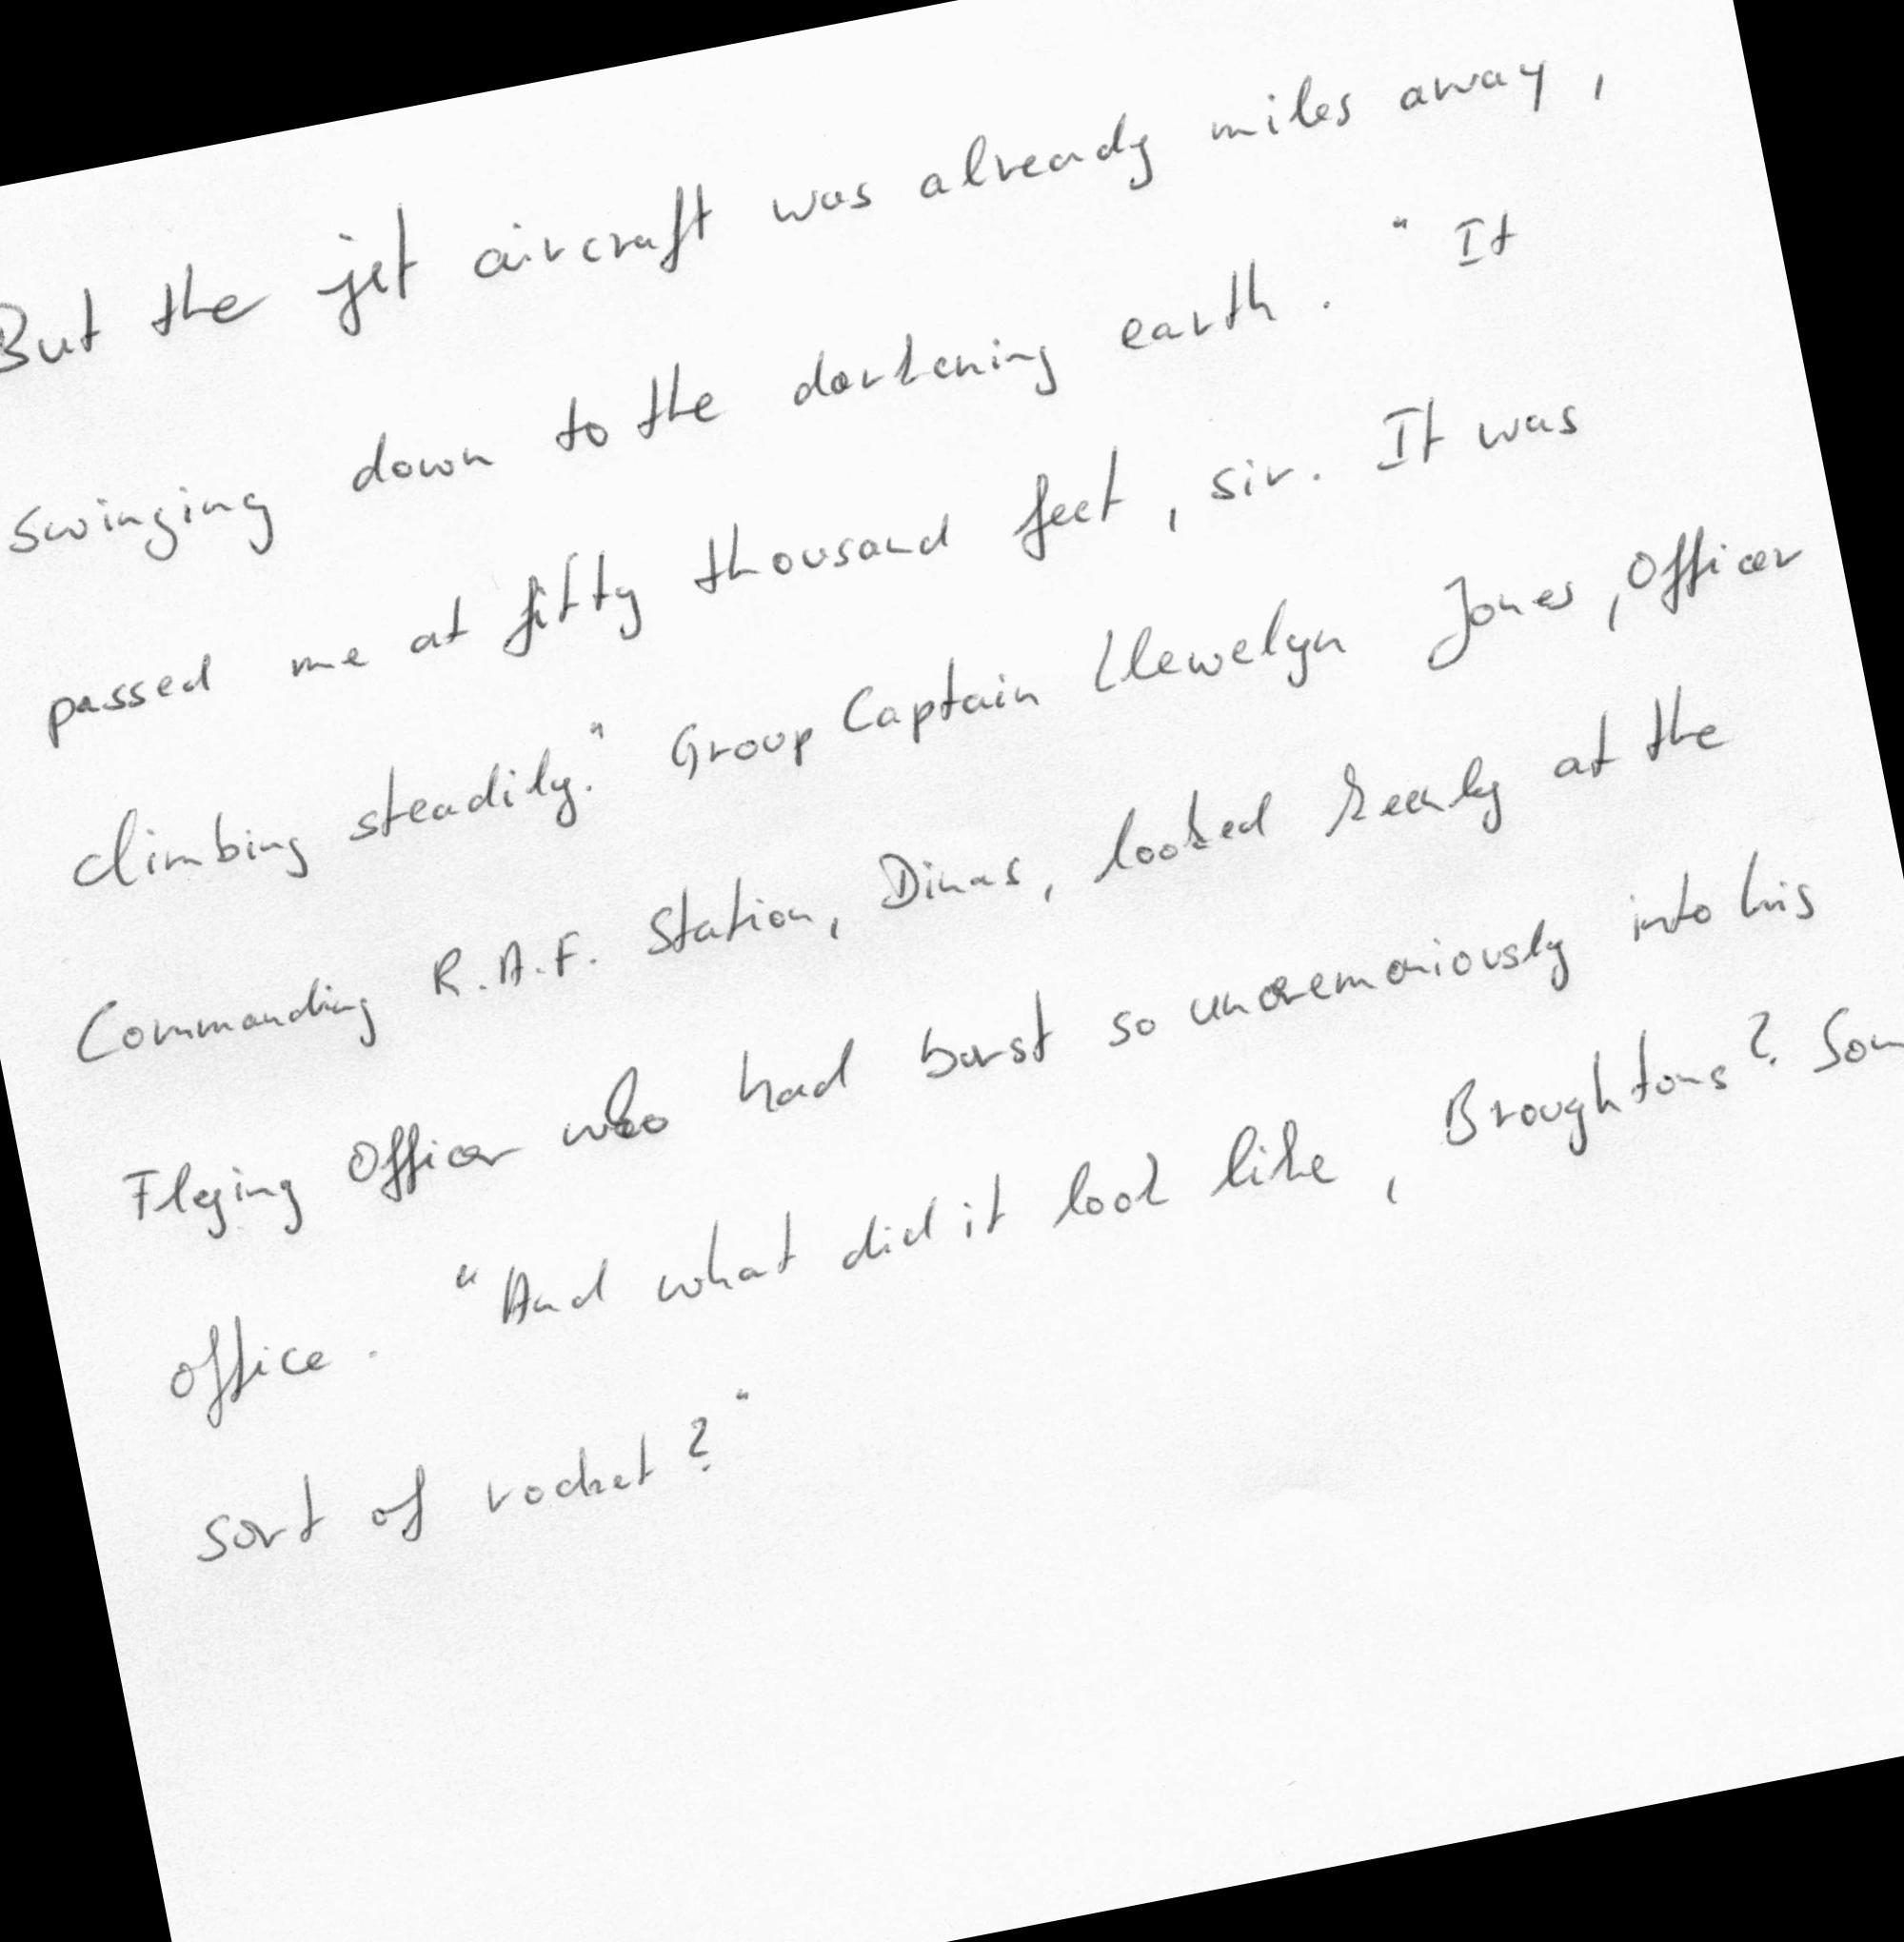 But the jet aircraft was already miles away,
swinging down to the darkening earth. "It
passed me at fifty thousand feet, sir. It was
climbing steadily." Group Captain Llewelyn Jones, Officer
Commanding R.A.F. Station, Dinas, looked keenly at the
Flying Officer who had burst so unceremoniously into his
office. "And what did it look like, Broughtons?
sort of rocket?"